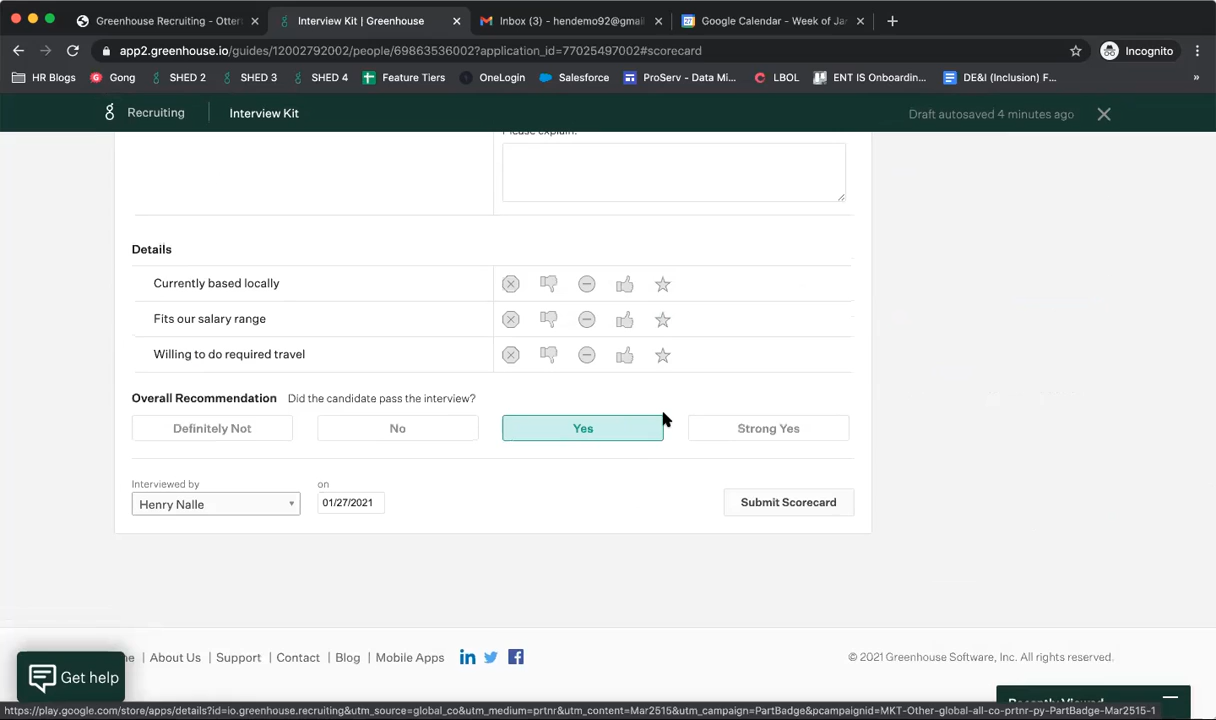 Greenhouse Recruiting - Otter
Interview Kit | Greenhouse
Inbox (3) - hendemo92@gmail
27 Google Calendar - Week of Jan
app2.greenhouse.io/guides/12002792002/people/69863536002?application_id=77025497002#scorecard
Incognito
HR Blogs G Gong SHED 2 SHED 3 SHED 4 Feature Tiers OneLogin Salesforce ProServ - Data Mi... LBOL ENT IS Onboardin... DE&I (Inclusion) F... »
Recruiting Interview Kit Draft autosaved 4 minutes ago
Please explain:
Details
Currently based locally
Fits our salary range
Willing to do required travel
Overall Recommendation Did the candidate pass the interview?
Definitely Not No Yes Strong Yes
Interviewed by on
Henry Nalle 01/27/2021 Submit Scorecard
Get help
| About Us | Support | Contact | Blog | Mobile Apps in © 2021 Greenhouse Software, Inc. All rights reserved.
Recently Viewed
https://play.google.com/store/apps/details?id=io.greenhouse.recruiting&utm_source=global_co&utm_medium=prtnr&utm_content=Mar2515&utm_campaign=PartBadge&pcampaignid=MKT-Other-global-all-co-prtnr-py-PartBadge-Mar2515-1